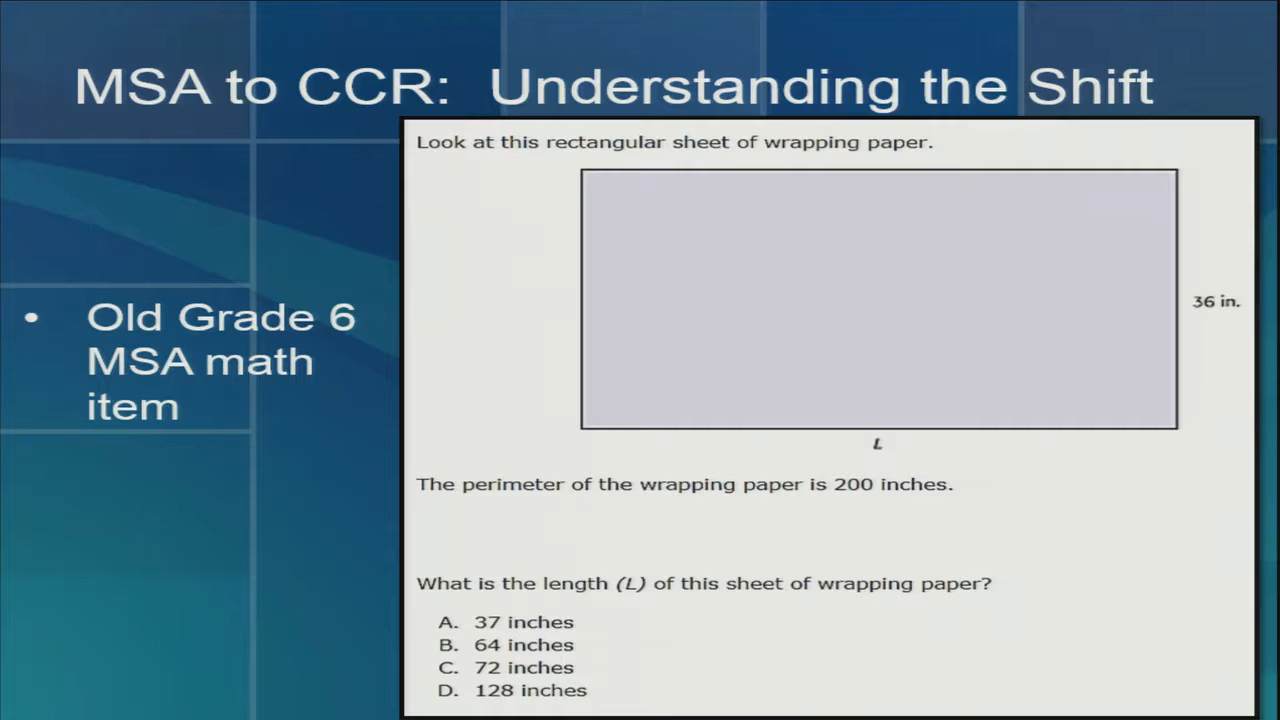 MSA to CCR: Understanding the Shift
• Old Grade 6
MSA math
item
Look at this rectangular sheet of wrapping paper.
36 in.
L
The perimeter of the wrapping paper is 200 inches.
What is the length (L) of this sheet of wrapping paper?
A. 37 inches
B. 64 inches
C. 72 inches
D. 128 inches